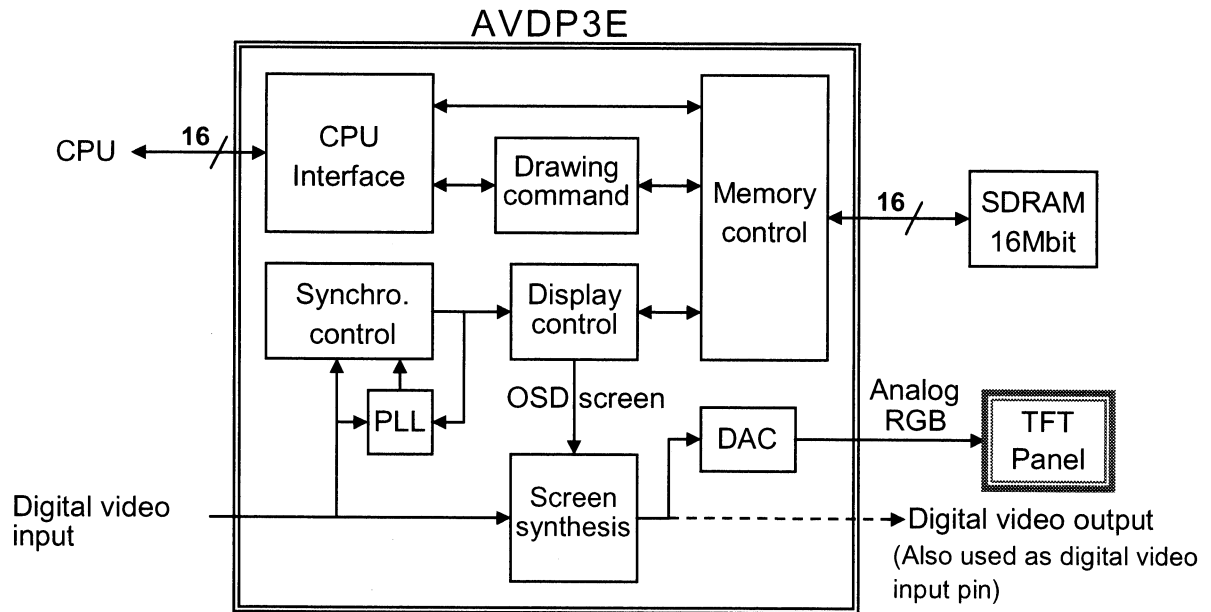 AVDP3E
CPU
16
CPU
Interface
Drawing
command
Memory
control
16
SDRAM
16Mbit
Synchro.
control
Display
control
PLL
OSD screen
DAC
Analog
RGB
TFT
Panel
Digital video
input
Screen
synthesis
Digital video output
(Also used as digital video
input pin)